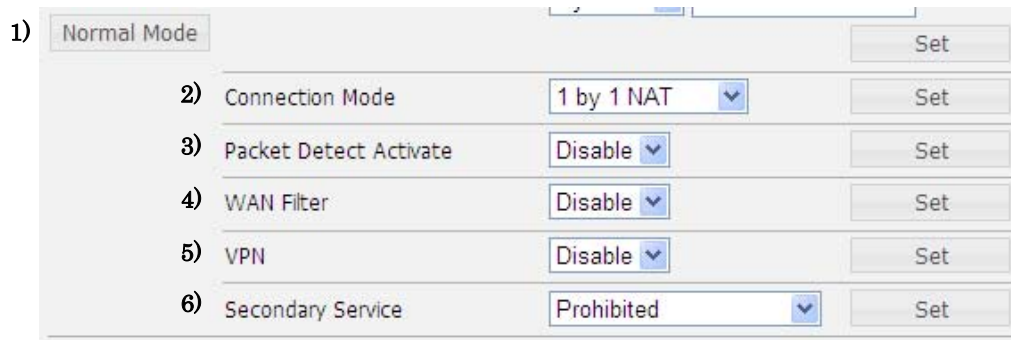 1) Normal Mode
Set
2) Connection Mode 1 by 1 NAT Set
3) Packet Detect Activate Disable Set
4) WAN Filter Disable Set
5) VPN Disable Set
6) Secondary Service Prohibited Set